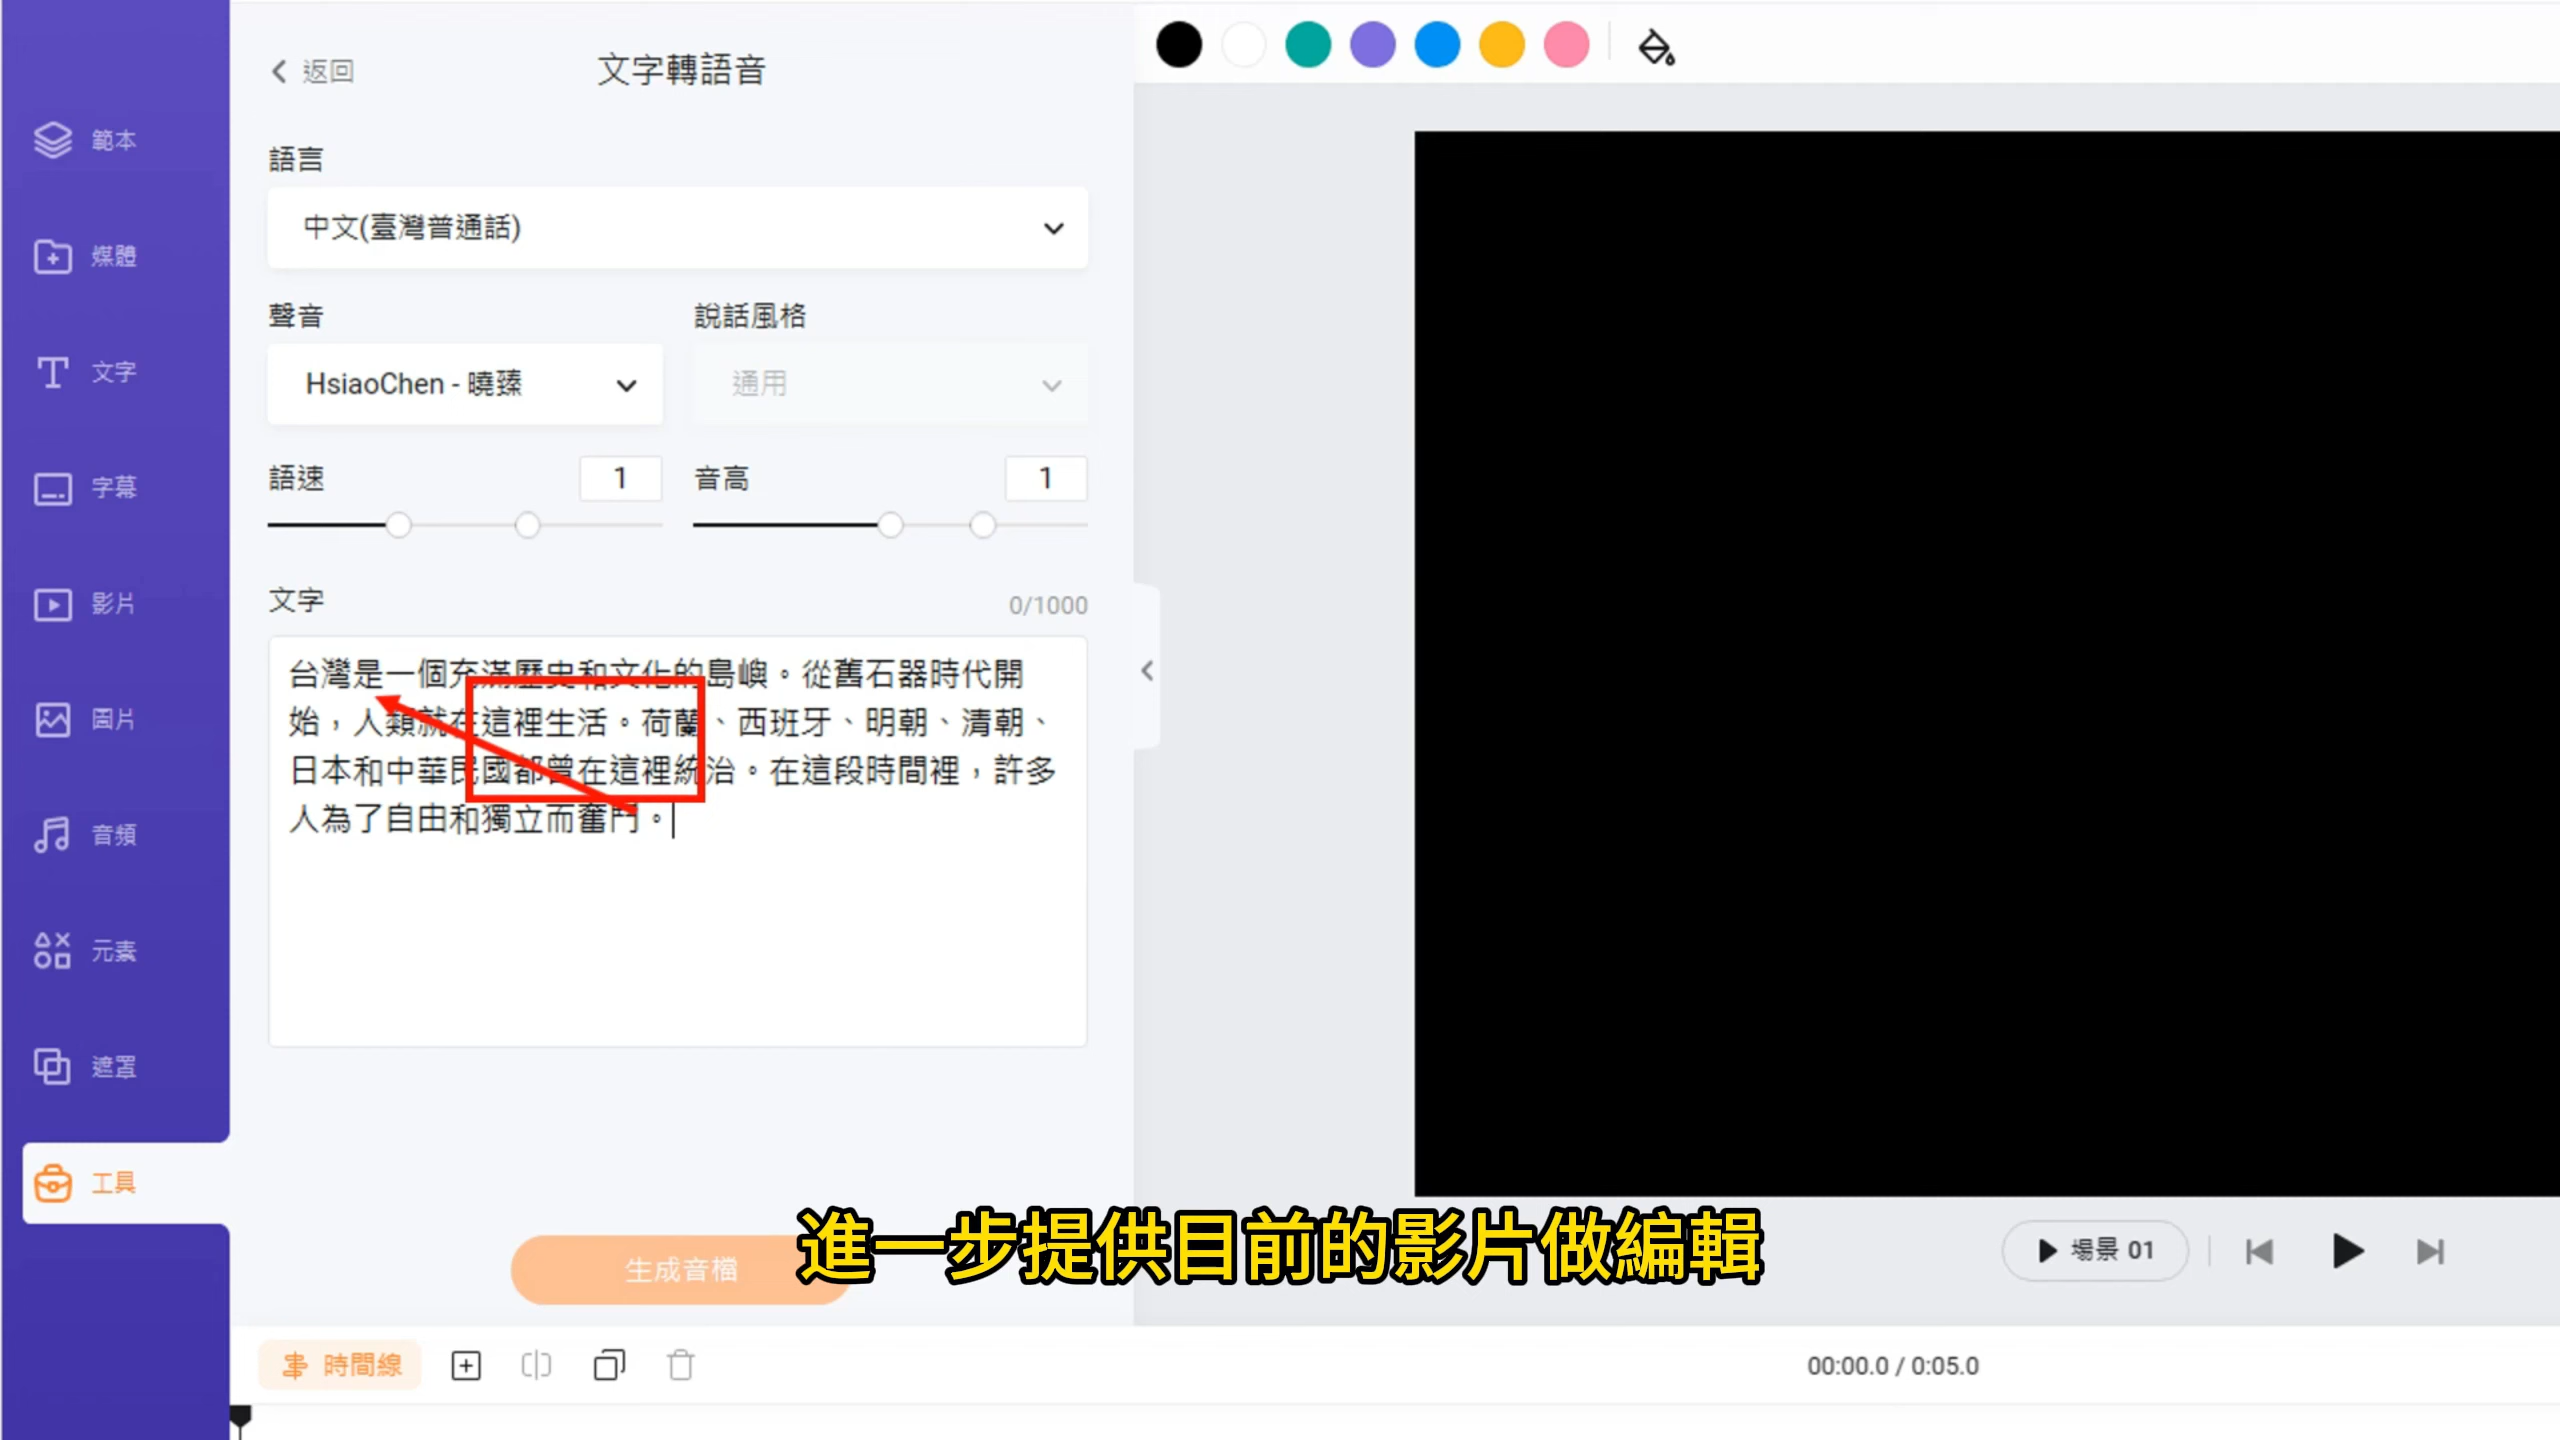 範本
媒體
文字
字幕
影片
圖片
音頻
元素
遮罩
工具
返回
文字轉語音
語言
中文(臺灣普通話)
聲音
說話風格
HsiaoChen - 曉臻
通用
語速
1
音高
1
文字
0/1000
台灣是一個充滿歷史和文化的島嶼。從舊石器時代開
始，人類就在這裡生活。荷蘭、西班牙、明朝、清朝、
日本和中華民國都曾在這裡統治。在這段時間裡，許多
人為了自由和獨立而奮鬥。
生成音檔
進一步提供目前的影片做編輯
場景 01
時間線
00:00.0 / 0:05.0